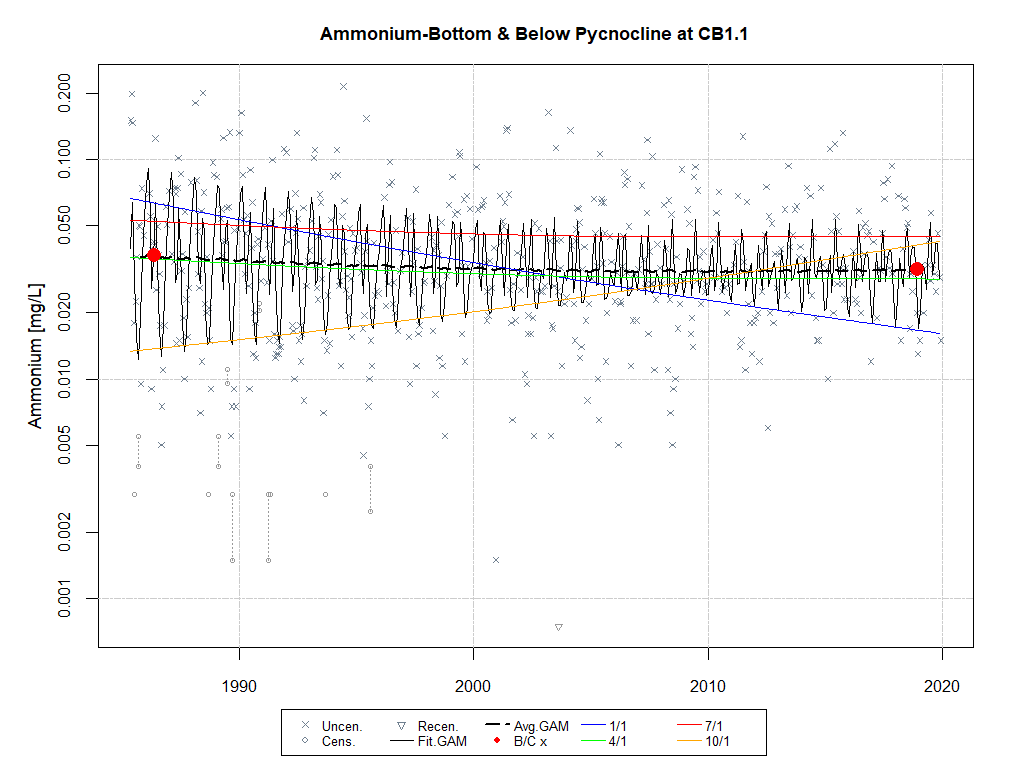 Ammonium-Bottom & Below Pycnocline at CB1.1
Ammonium [mg/L]
0.200
0.100
0.050
0.020
0.010
0.005
0.002
0.001
1990 2000 2010 2020
Uncen. Recen. Avg.GAM 1/1 7/1
Cens. Fit.GAM B/C x 4/1 10/1